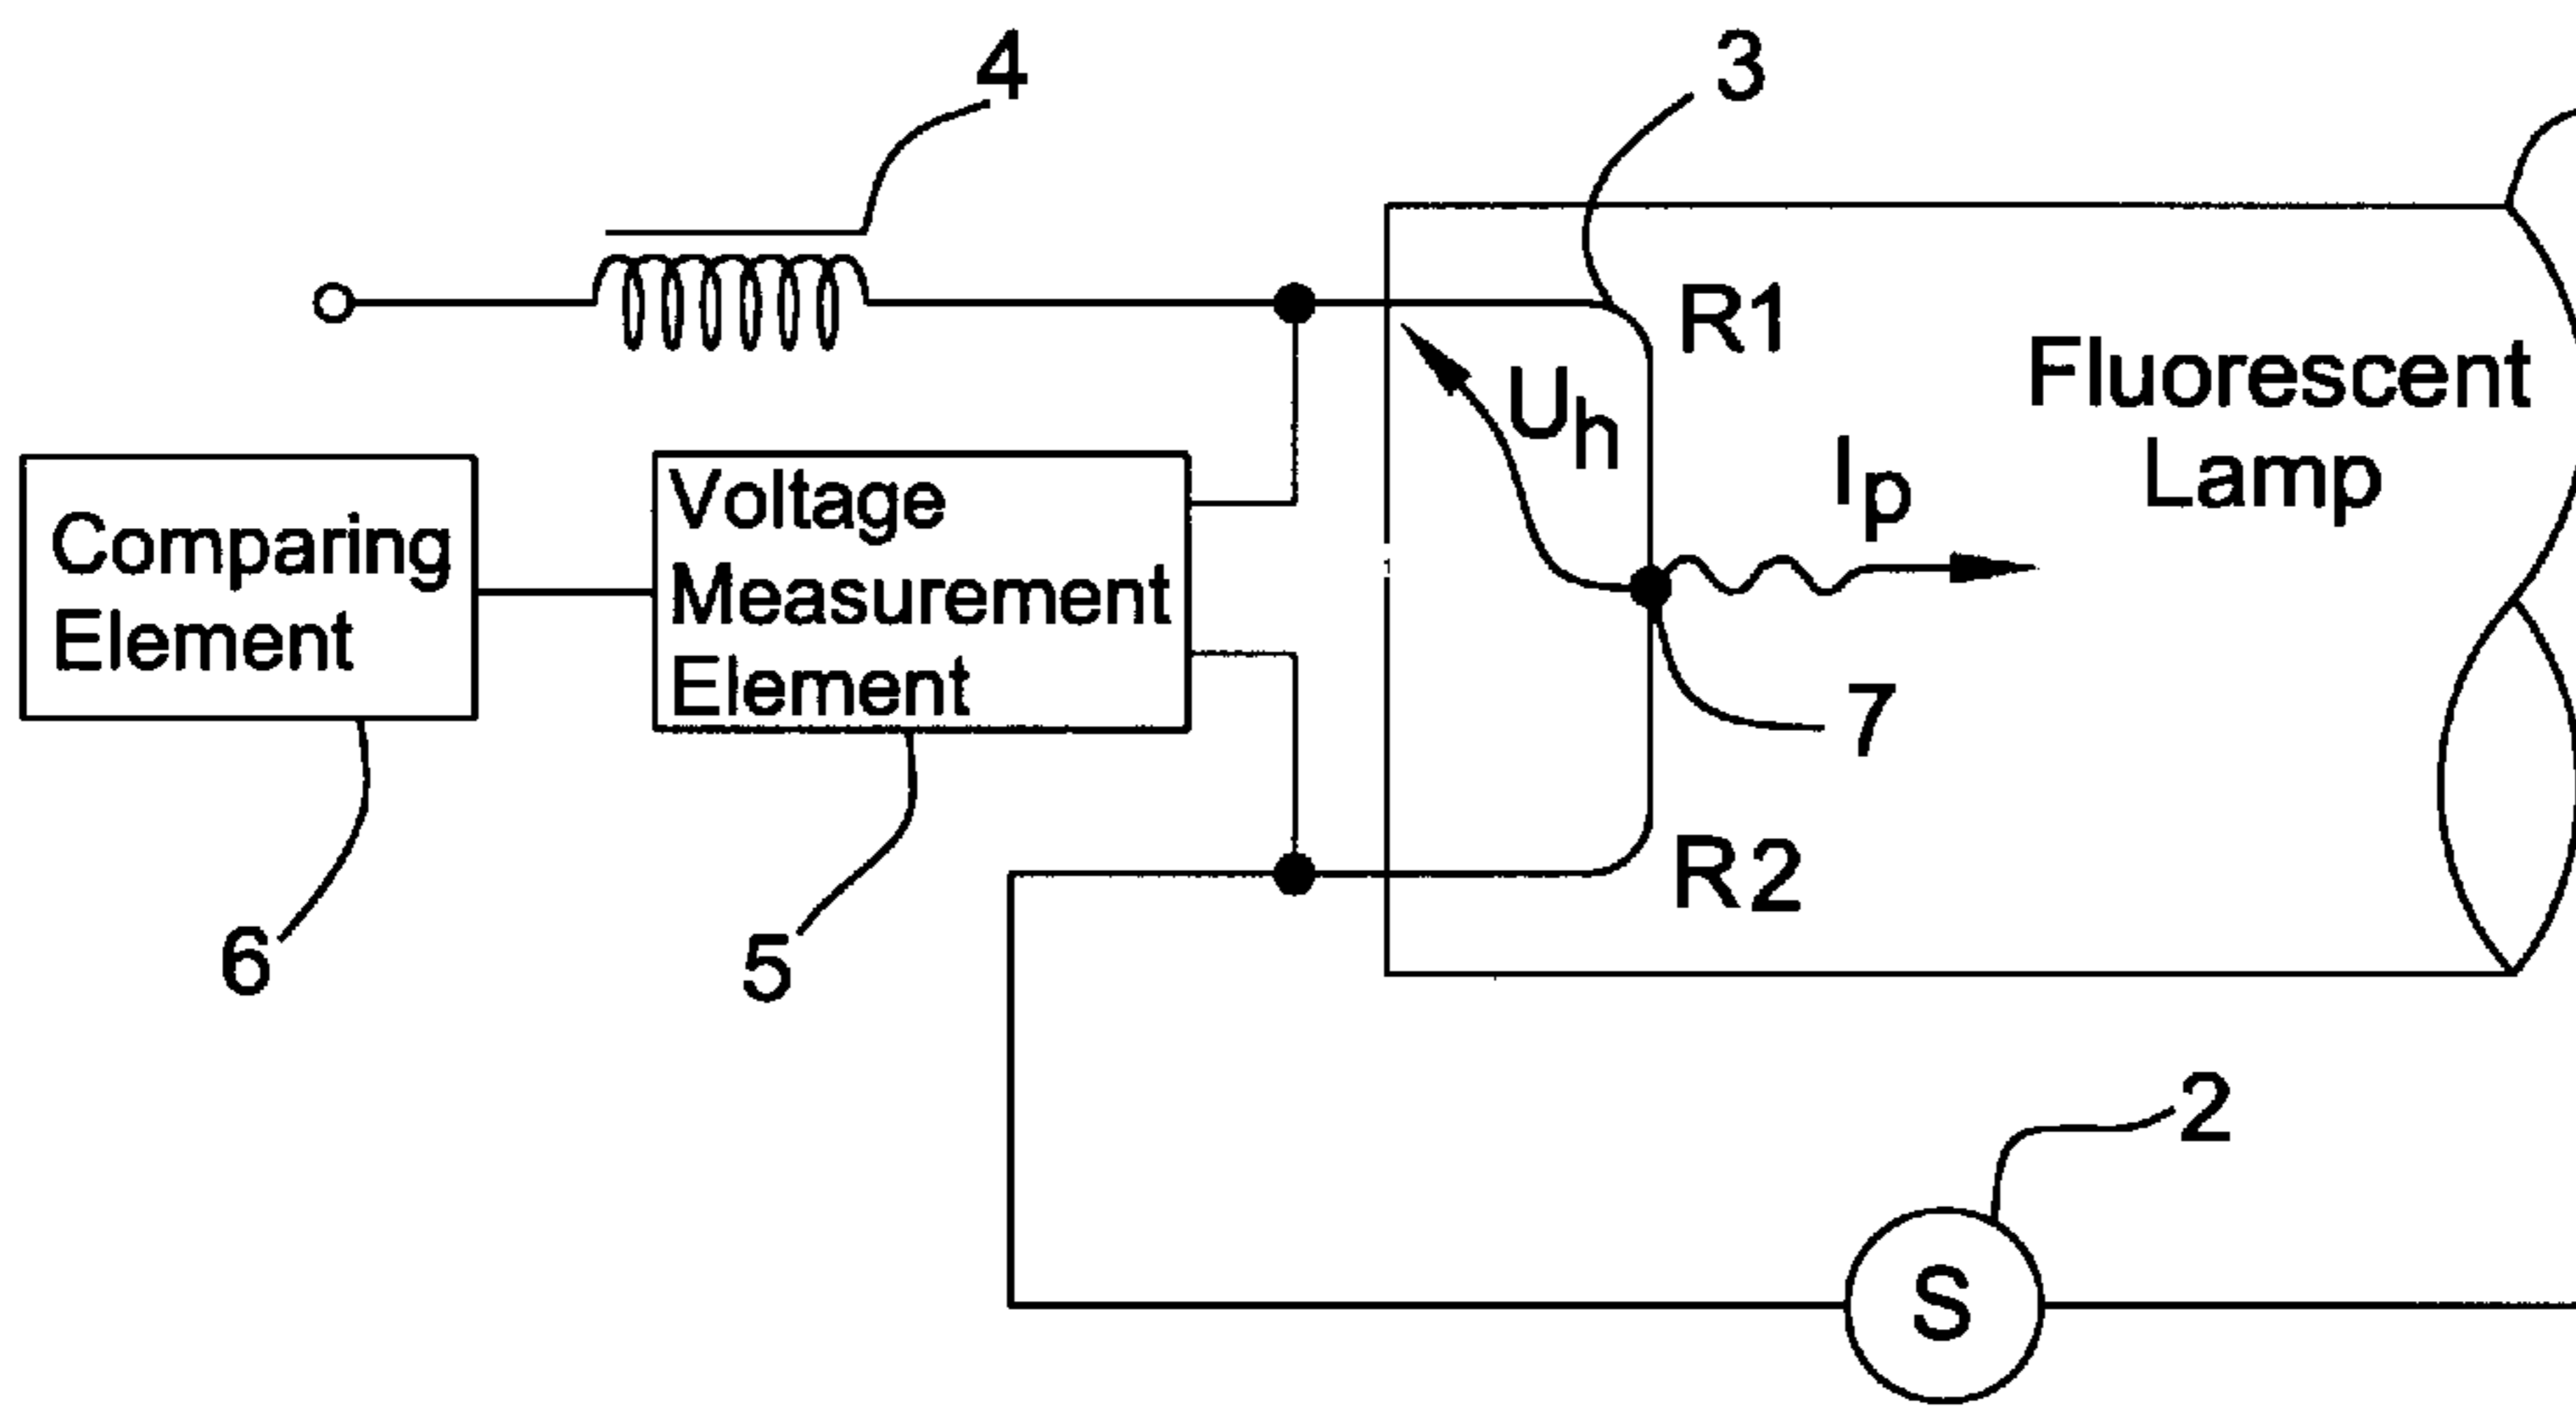 4
3
R1
Fluorescent
Lamp
Uh
Ip
Comparing
Element
Voltage
Measurement
Element
7
R2
6
5
2
S